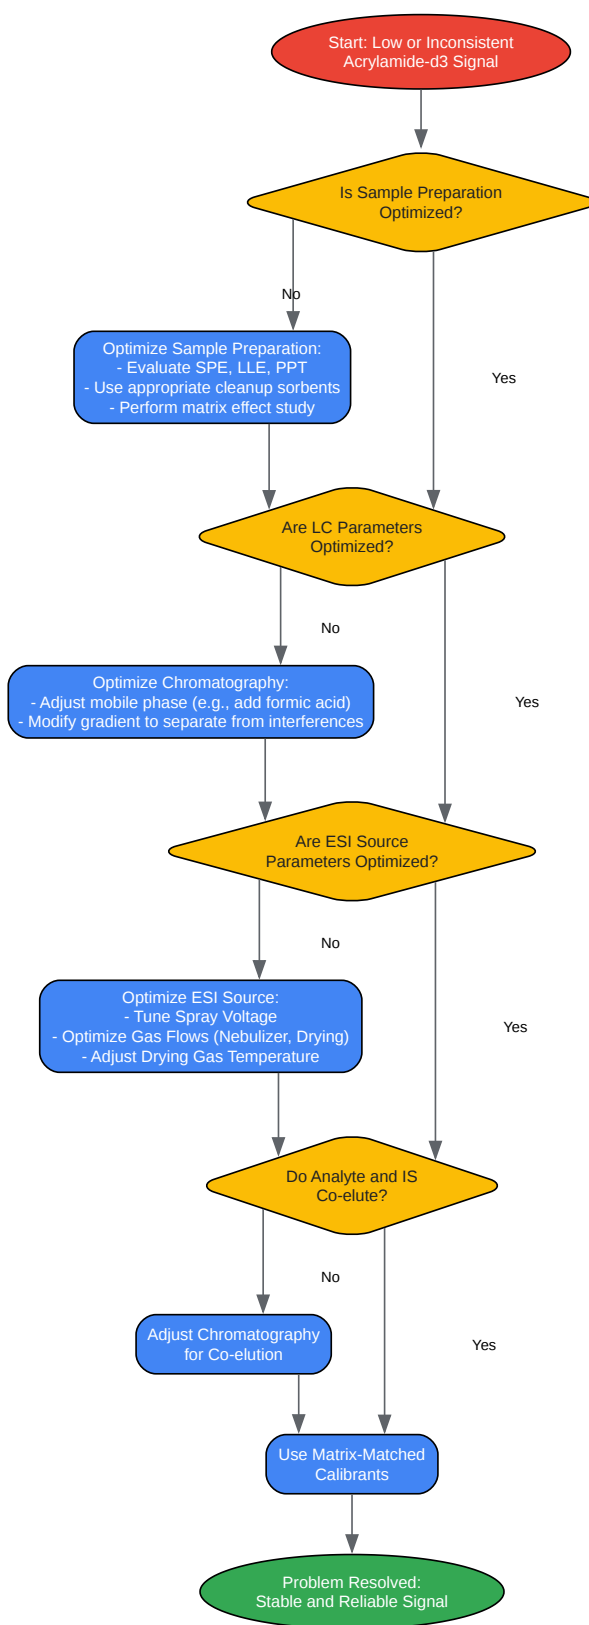 Start: Low or Inconsistent
Acrylamide-d3 Signal
Is Sample Preparation
Optimized?
No
Optimize Sample Preparation:
- Evaluate SPE, LLE, PPT
- Use appropriate cleanup sorbents
- Perform matrix effect study
Yes
Are LC Parameters
Optimized?
No
Optimize Chromatography:
- Adjust mobile phase (e.g., add formic acid)
- Modify gradient to separate from interferences
Yes
Are ESI Source
Parameters Optimized?
No
Optimize ESI Source:
- Tune Spray Voltage
- Optimize Gas Flows (Nebulizer, Drying)
- Adjust Drying Gas Temperature
Yes
Do Analyte and IS
Co-elute?
No
Adjust Chromatography
for Co-elution
Yes
Use Matrix-Matched
Calibrants
Problem Resolved:
Stable and Reliable Signal